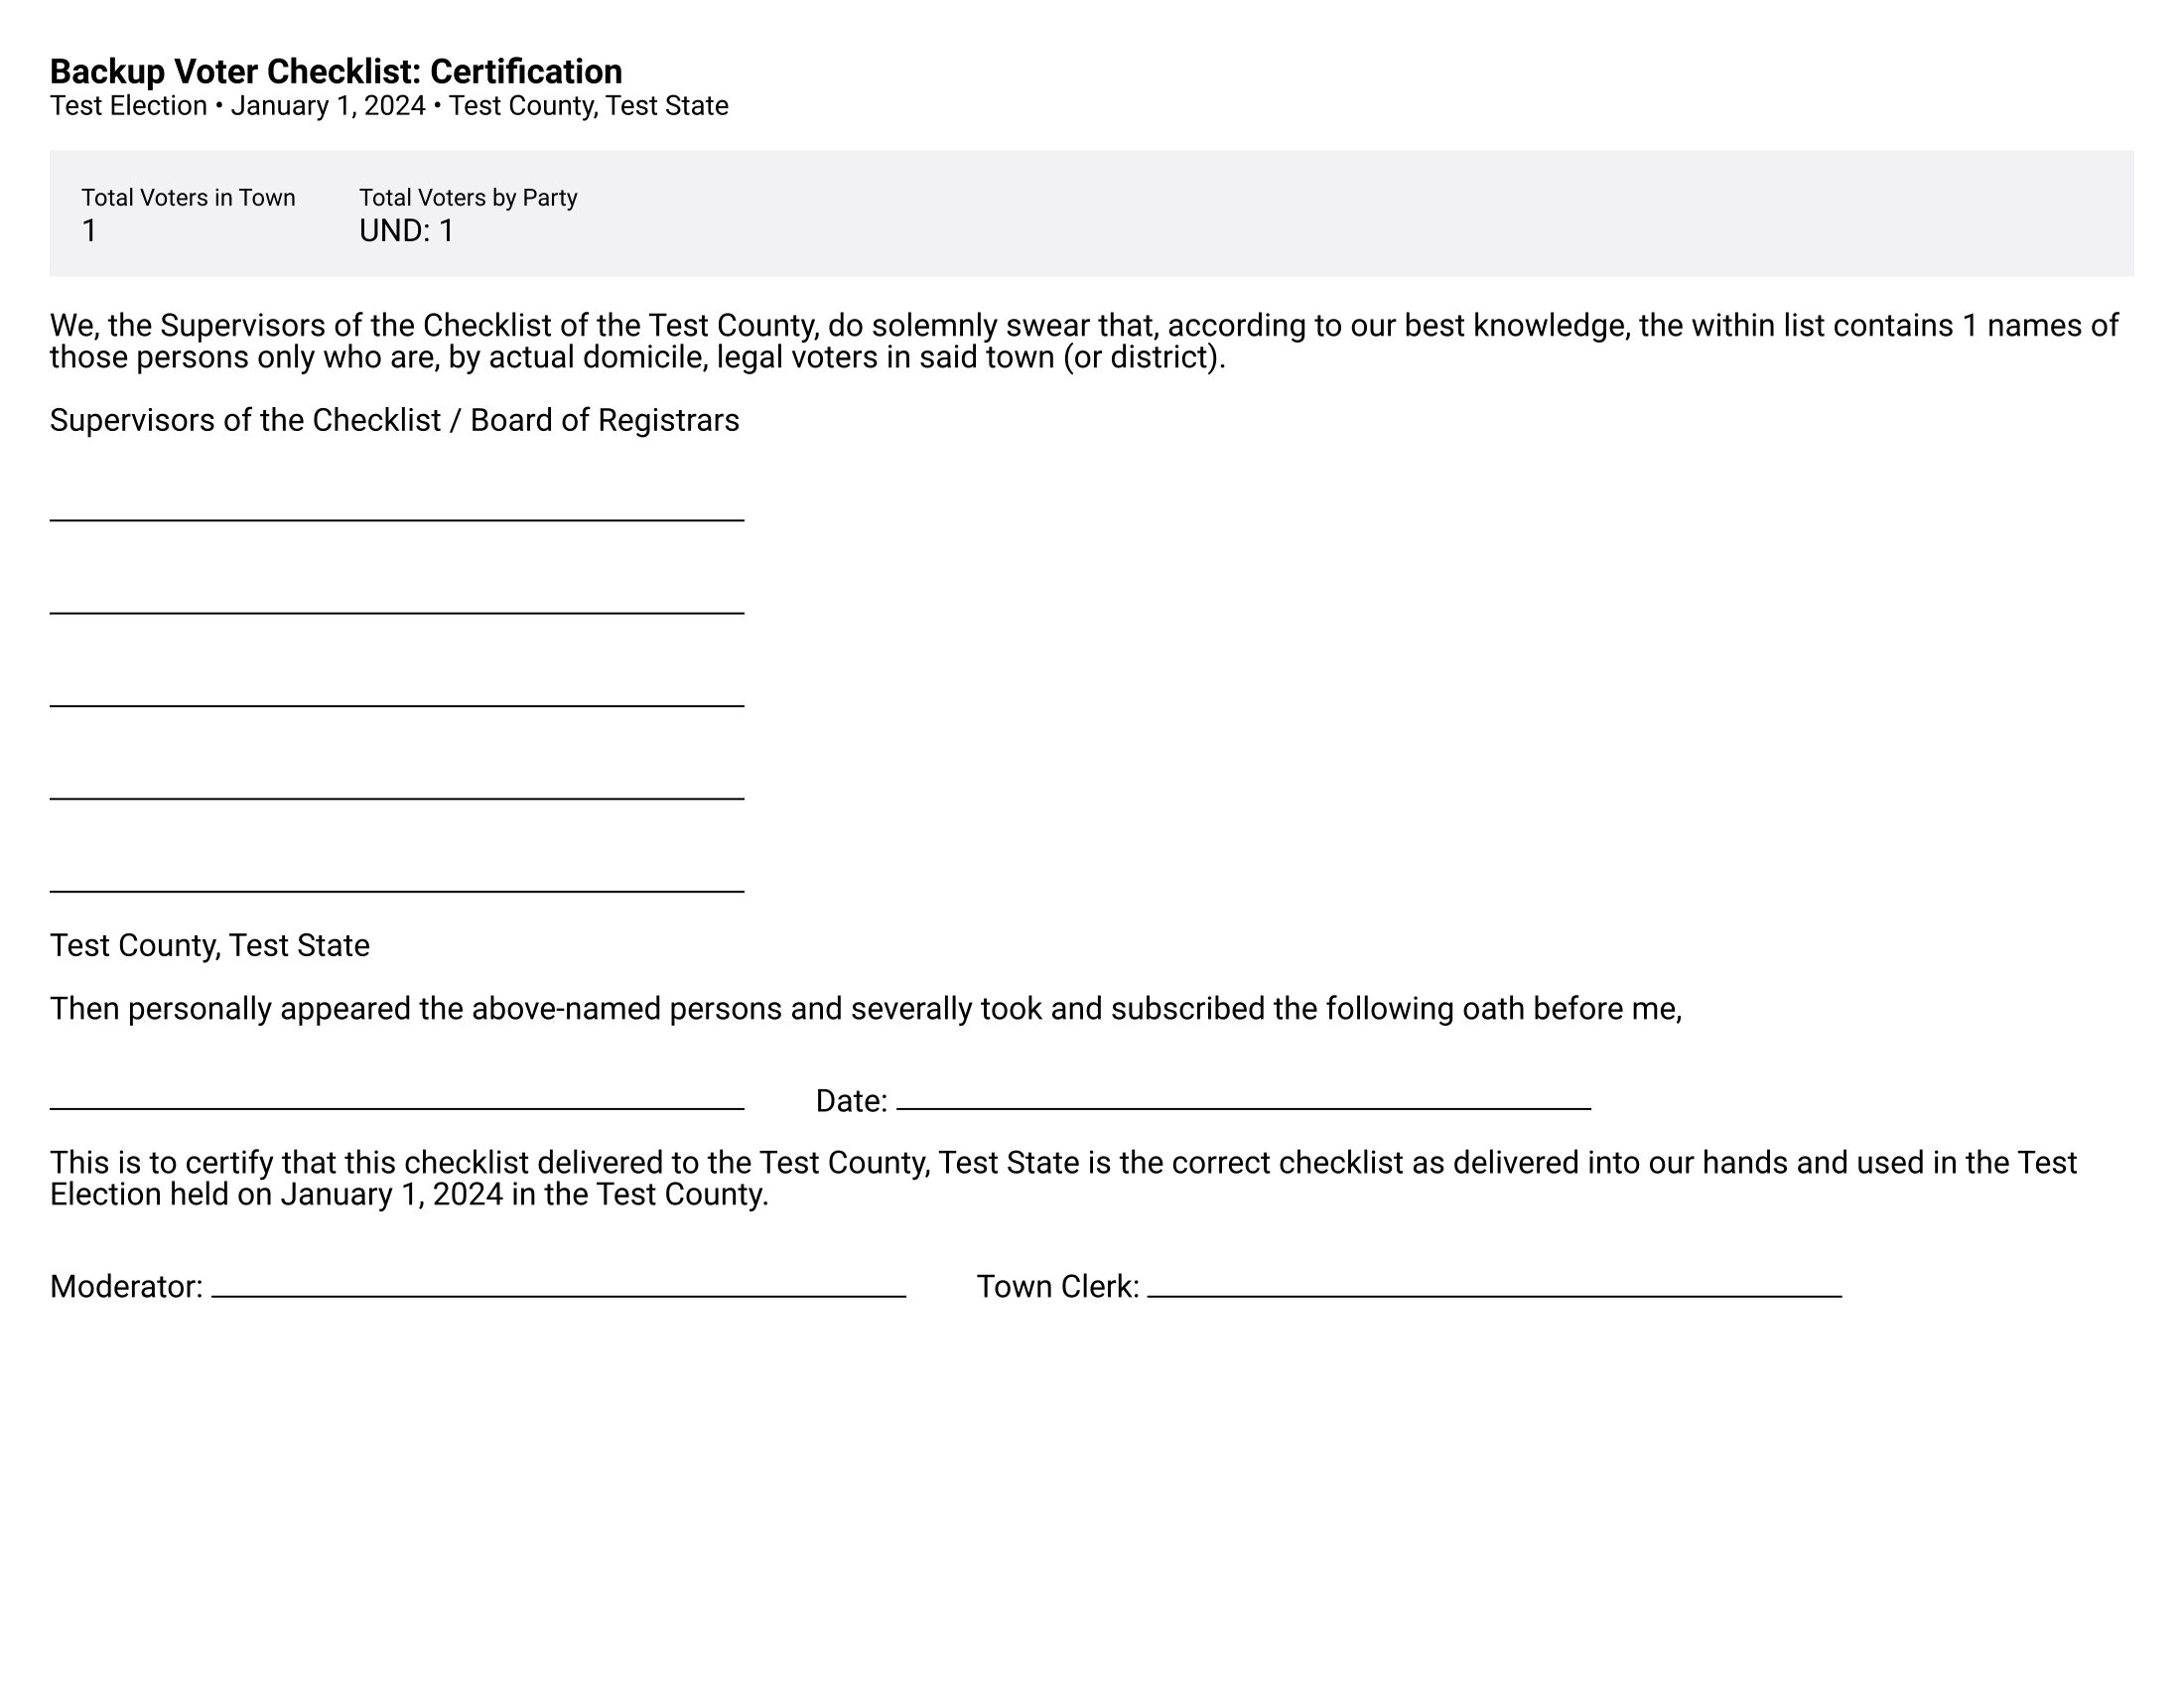 Backup Voter Checklist: Certification
Test Election • January 1, 2024 • Test County, Test State
Total Voters in Town Total Voters by Party
1 UND: 1
We, the Supervisors of the Checklist of the Test County, do solemnly swear that, according to our best knowledge, the within list contains 1 names of
those persons only who are, by actual domicile, legal voters in said town (or district).
Supervisors of the Checklist / Board of Registrars
Test County, Test State
Then personally appeared the above-named persons and severally took and subscribed the following oath before me,
Date:
This is to certify that this checklist delivered to the Test County, Test State is the correct checklist as delivered into our hands and used in the Test
Election held on January 1, 2024 in the Test County.
Moderator: Town Clerk: